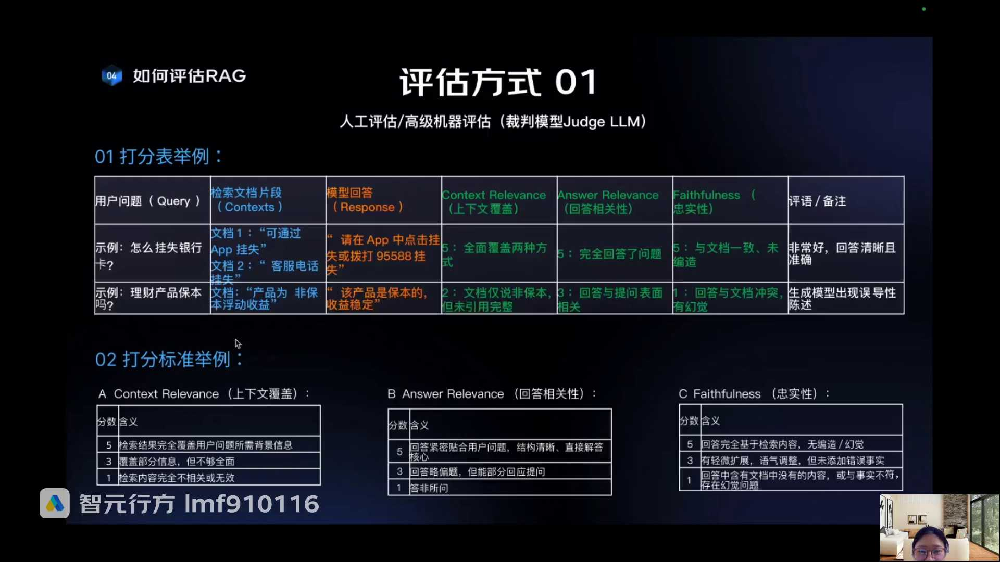 04 如何评估RAG
评估方式 01
人工评估/高级机器评估（裁判模型Judge LLM）
01 打分表举例：
用户问题（ Query ）
检索文档片段
（ Contexts ）
模型回答
（ Response ）
Context Relevance
（上下文覆盖）
Answer Relevance
（回答相关性）
Faithfulness （
忠实性）
评语 / 备注
示例：怎么挂失银行
卡？
文档 1 ：“可通过
App 挂失”
文档 2 ：“ 客服电话
挂失”
“ 请在 App 中点击挂
失或拨打 95588 挂
失”
5 ：全面覆盖两种方
式
5 ：完全回答了问题
5 ：与文档一致、未
编造
非常好，回答清晰且
准确
示例：理财产品保本
吗？
文档：“产品为 非保
本浮动收益”
“ 该产品是保本的，
收益稳定”
2 ：文档仅说非保本，
但未引用完整
3 ：回答与提问表面
相关
1 ：回答与文档冲突，
有幻觉
生成模型出现误导性
陈述
02 打分标准举例：
A Context Relevance （上下文覆盖）：
分数 含义
5 检索结果完全覆盖用户问题所需背景信息
3 覆盖部分信息，但不够全面
1 检索内容完全不相关或无效
B Answer Relevance （回答相关性）：
分数 含义
5 回答紧密贴合用户问题，结构清晰、直接解答
核心
3 回答略偏题，但能部分回应提问
1 答非所问
C Faithfulness （忠实性）：
分数 含义
5 回答完全基于检索内容，无编造 / 幻觉
3 有轻微扩展，语气调整，但未添加错误事实
1 回答中含有文档中没有的内容，或与事实不符，
存在幻觉问题
智元行方 lmf910116